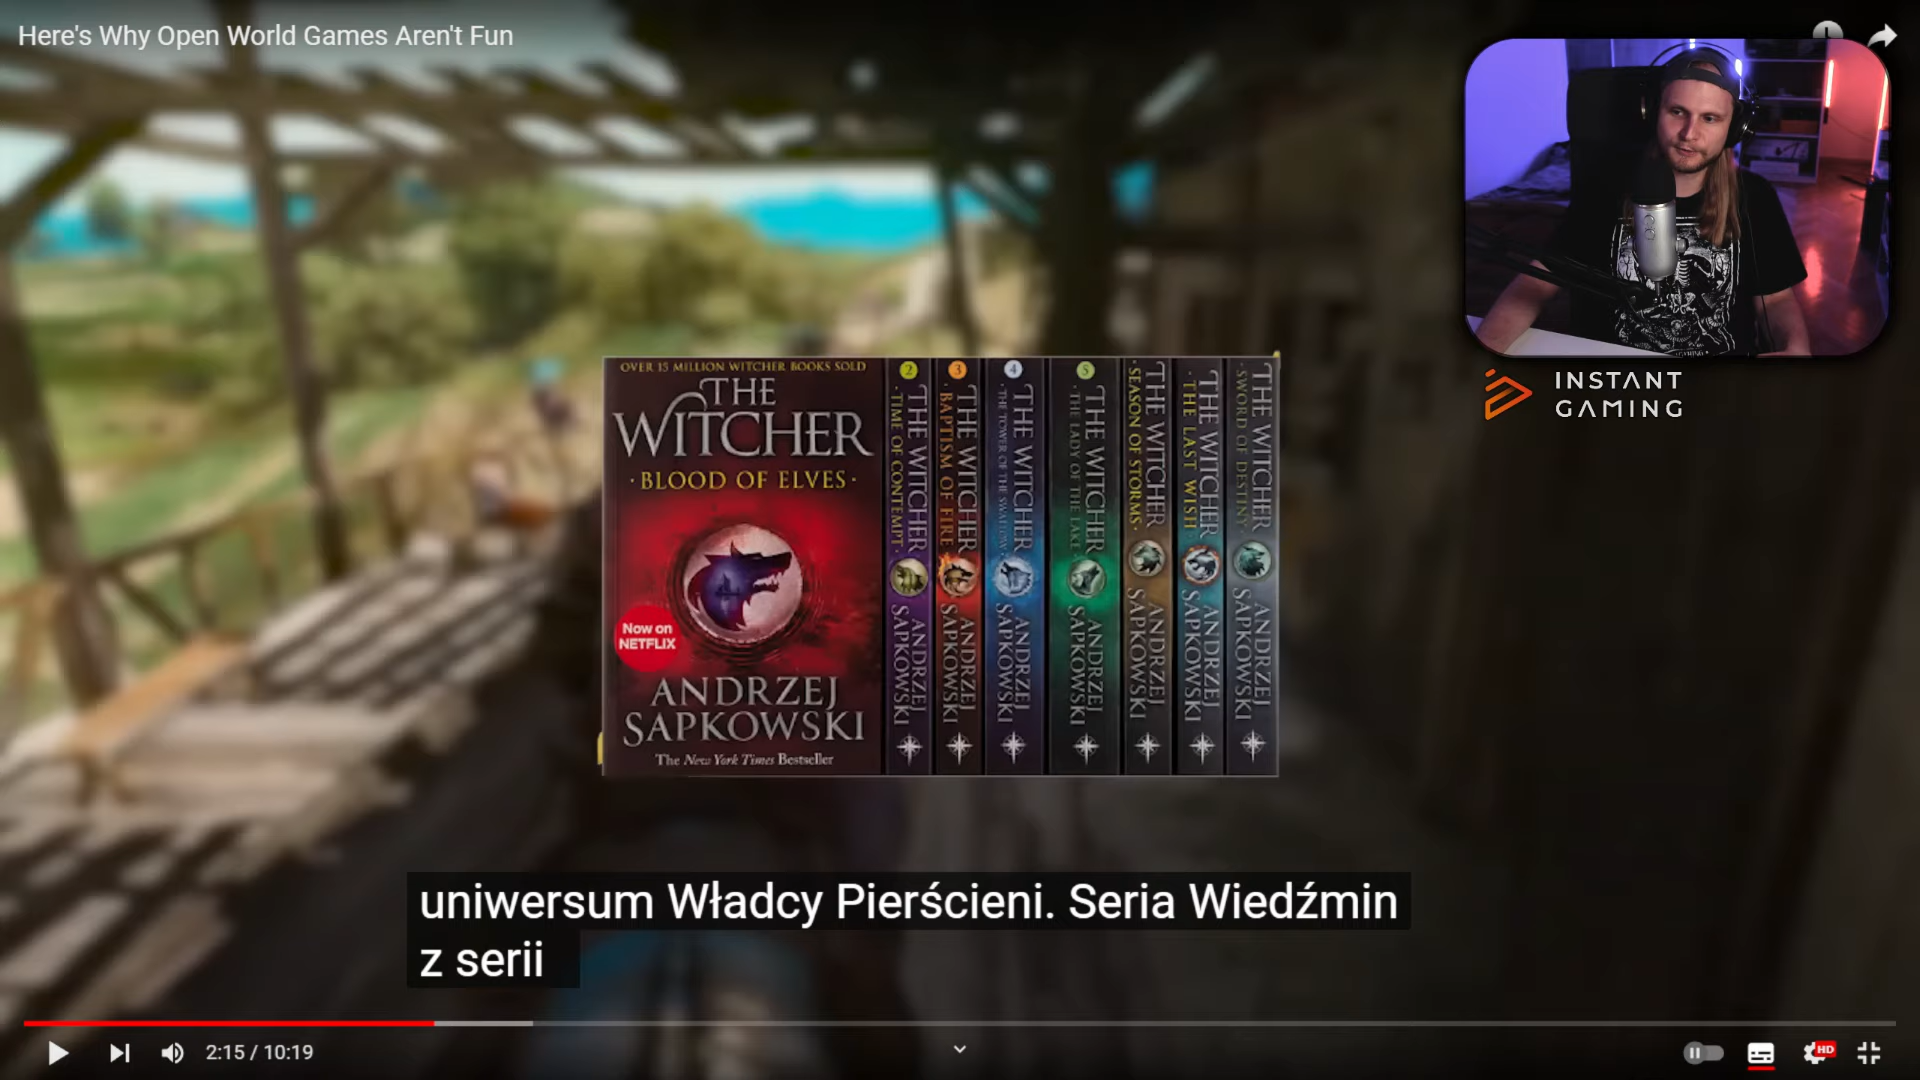 Here's Why Open World Games Aren't Fun
INSTANT
GAMING
OVER 15 MILLION WITCHER BOOKS SOLD
THE
WITCHER
·BLOOD OF ELVES·
Now on
NETFLIX
ANDRZEJ
SAPKOWSKI
The New York Times Bestseller
2
THE WITCHER
·TIME OF CONTEMPT·
ANDRZEJ
SAPKOWSKI
3
THE WITCHER
·BAPTISM OF FIRE·
ANDRZEJ
SAPKOWSKI
4
THE WITCHER
·THE TOWER OF THE SWALLOW·
ANDRZEJ
SAPKOWSKI
5
THE WITCHER
·THE LADY OF THE LAKE·
ANDRZEJ
SAPKOWSKI
THE WITCHER
·SEASON OF STORMS·
ANDRZEJ
SAPKOWSKI
THE WITCHER
·THE LAST WISH·
ANDRZEJ
SAPKOWSKI
THE WITCHER
·SWORD OF DESTINY·
ANDRZEJ
SAPKOWSKI
uniwersum Władcy Pierścieni. Seria Wiedźmin
z serii
2:15 / 10:19
HD